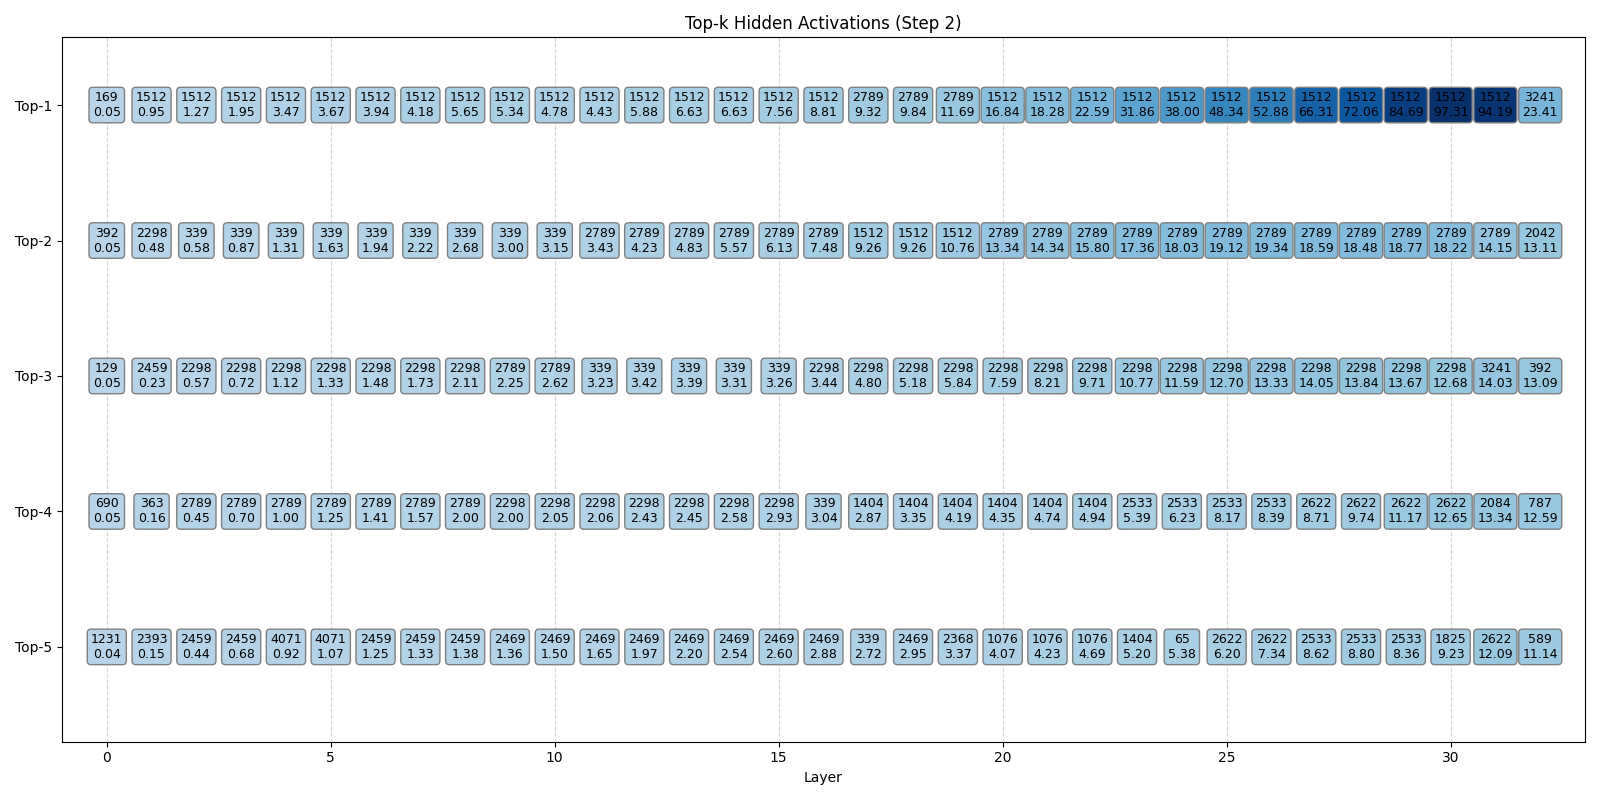 Top-k Hidden Activations (Step 2)
Top-1
169 1512 1512 1512 1512 1512 1512 1512 1512 1512 1512 1512 1512 1512 1512 1512 1512 2789 2789 2789 1512 1512 1512 1512 1512 1512 1512 1512 1512 1512 1512 1512 3241
0.05 0.95 1.27 1.95 3.47 3.67 3.94 4.18 5.65 5.34 4.78 4.43 5.88 6.63 6.63 7.56 8.81 9.32 9.84 11.69 16.84 18.28 22.59 31.86 38.00 48.34 52.88 66.31 72.06 84.69 97.31 94.19 23.41
Top-2
392 2298 339 339 339 339 339 339 339 339 339 2789 2789 2789 2789 2789 2789 1512 1512 1512 2789 2789 2789 2789 2789 2789 2789 2789 2789 2789 2789 2789 2042
0.05 0.48 0.58 0.87 1.31 1.63 1.94 2.22 2.68 3.00 3.15 3.43 4.23 4.83 5.57 6.13 7.48 9.26 9.26 10.76 13.34 14.34 15.80 17.36 18.03 19.12 19.34 18.59 18.48 18.77 18.22 14.15 13.11
Top-3
129 2459 2298 2298 2298 2298 2298 2298 2298 2789 2789 339 339 339 339 339 2298 2298 2298 2298 2298 2298 2298 2298 2298 2298 2298 2298 2298 2298 2298 3241 392
0.05 0.23 0.57 0.72 1.12 1.33 1.48 1.73 2.11 2.25 2.62 3.23 3.42 3.39 3.31 3.26 3.44 4.80 5.18 5.84 7.59 8.21 9.71 10.77 11.59 12.70 13.33 14.05 13.84 13.67 12.68 14.03 13.09
Top-4
690 363 2789 2789 2789 2789 2789 2789 2789 2298 2298 2298 2298 2298 2298 2298 339 1404 1404 1404 1404 1404 1404 2533 2533 2533 2533 2622 2622 2622 2622 2084 787
0.05 0.16 0.45 0.70 1.00 1.25 1.41 1.57 2.00 2.00 2.05 2.06 2.43 2.45 2.58 2.93 3.04 2.87 3.35 4.19 4.35 4.74 4.94 5.39 6.23 8.17 8.39 8.71 9.74 11.17 12.65 13.34 12.59
Top-5
1231 2393 2459 2459 4071 4071 2459 2459 2459 2469 2469 2469 2469 2469 2469 2469 2469 339 2469 2368 1076 1076 1076 1404 65 2622 2622 2533 2533 2533 1825 2622 589
0.04 0.15 0.44 0.68 0.92 1.07 1.25 1.33 1.38 1.36 1.50 1.65 1.97 2.20 2.54 2.60 2.88 2.72 2.95 3.37 4.07 4.23 4.69 5.20 5.38 6.20 7.34 8.62 8.80 8.36 9.23 12.09 11.14
0 5 10 15 20 25 30
Layer